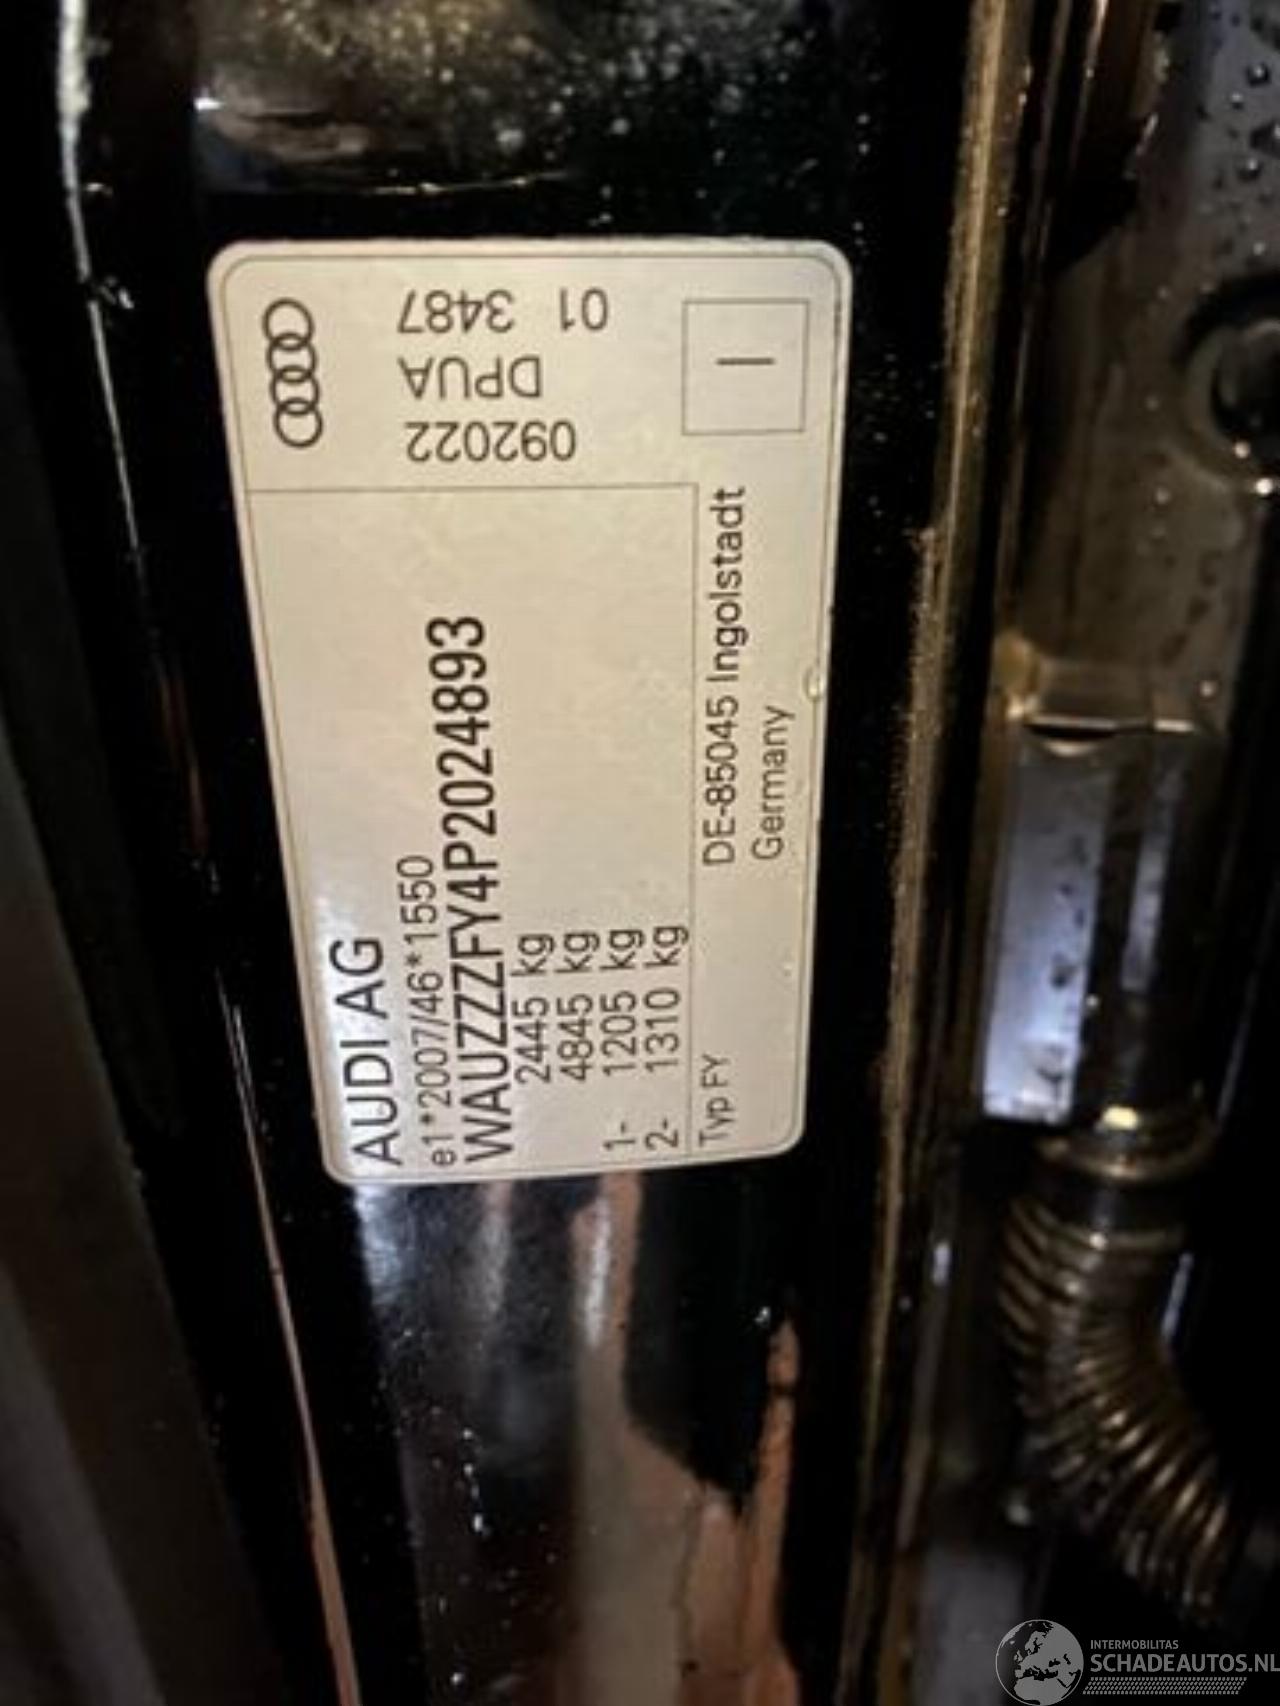 AUDI AG
e1*2007/46*1550
WAUZZZFY4P2024893
2445 kg
4845 kg
1- 1205 kg
2- 1310 kg
Typ FY
DE-85045 Ingolstadt
Germany
092022
DPUA
01 3487
INTERMOBILITAS
SCHADEAUTOS.NL